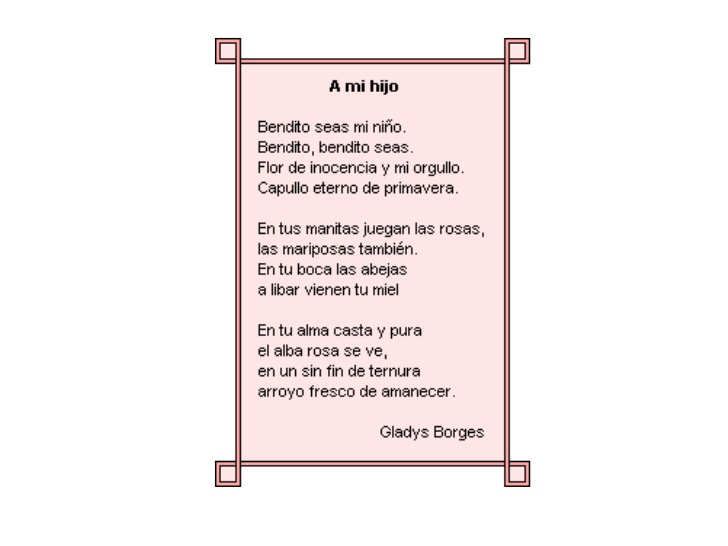 A mi hijo
Bendito seas mi niño.
Bendito, bendito seas.
Flor de inocencia y mi orgullo.
Capullo eterno de primavera.
En tus manitas juegan las rosas,
las mariposas también.
En tu boca las abejas
a libar vienen tu miel
En tu alma casta y pura
el alba rosa se ve,
en un sin fin de ternura
arroyo fresco de amanecer.
Gladys Borges